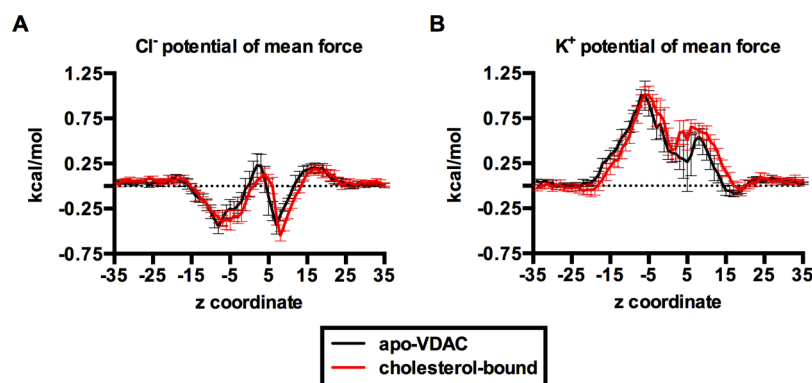 A
Cl- potential of mean force
1.25
0.75
0.25
-0.25
-0.75
kcal/mol
-35 -25 -15 -5 5 15 25 35
z coordinate
B
K+ potential of mean force
1.25
0.75
0.25
-0.25
-0.75
kcal/mol
-35 -25 -15 -5 5 15 25 35
z coordinate
apo-VDAC
cholesterol-bound